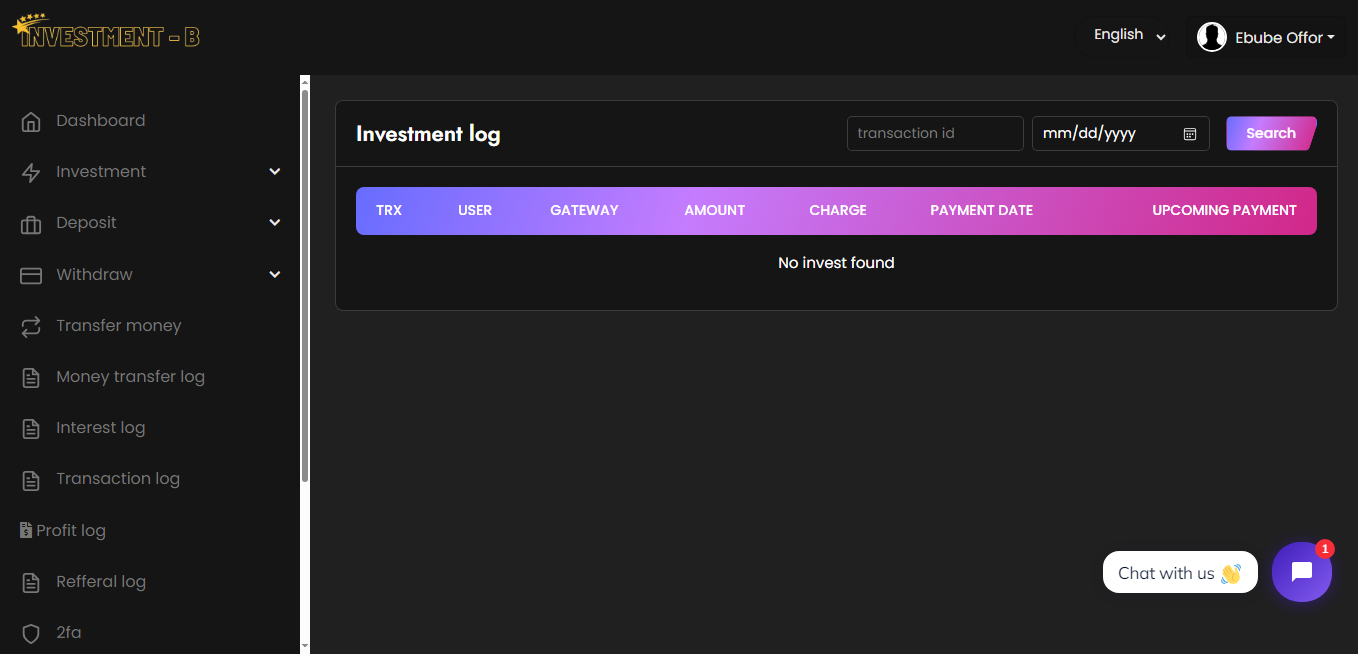 INVESTMENT - B
English
Ebube Offor
Dashboard
Investment
Deposit
Withdraw
Transfer money
Money transfer log
Interest log
Transaction log
Profit log
Refferal log
2fa
Investment log
transaction id
mm/dd/yyyy
Search
TRX USER GATEWAY AMOUNT CHARGE PAYMENT DATE UPCOMING PAYMENT
No invest found
Chat with us 👋
1